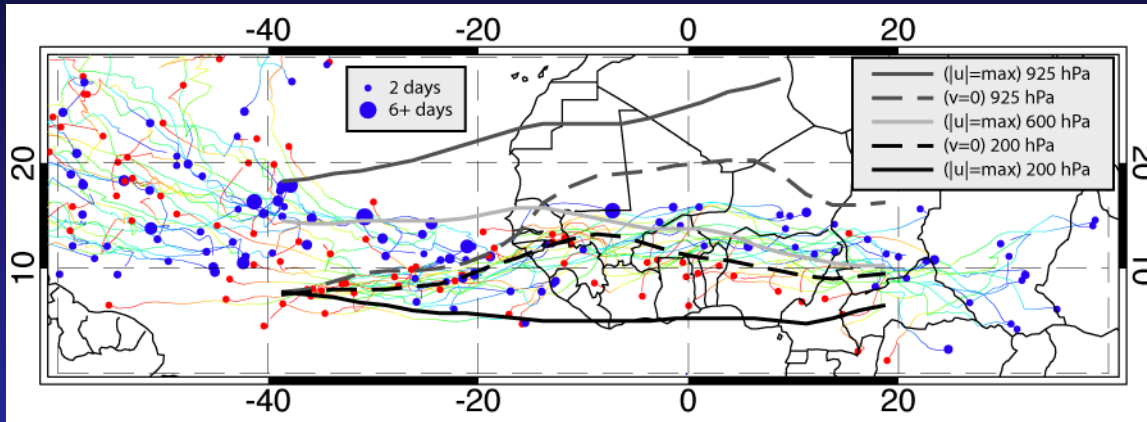 -40 -20 0 20
2 days
6+ days
(|u|=max) 925 hPa
(v=0) 925 hPa
(|u|=max) 600 hPa
(v=0) 200 hPa
(|u|=max) 200 hPa
20 20
10 10
-40 -20 0 20